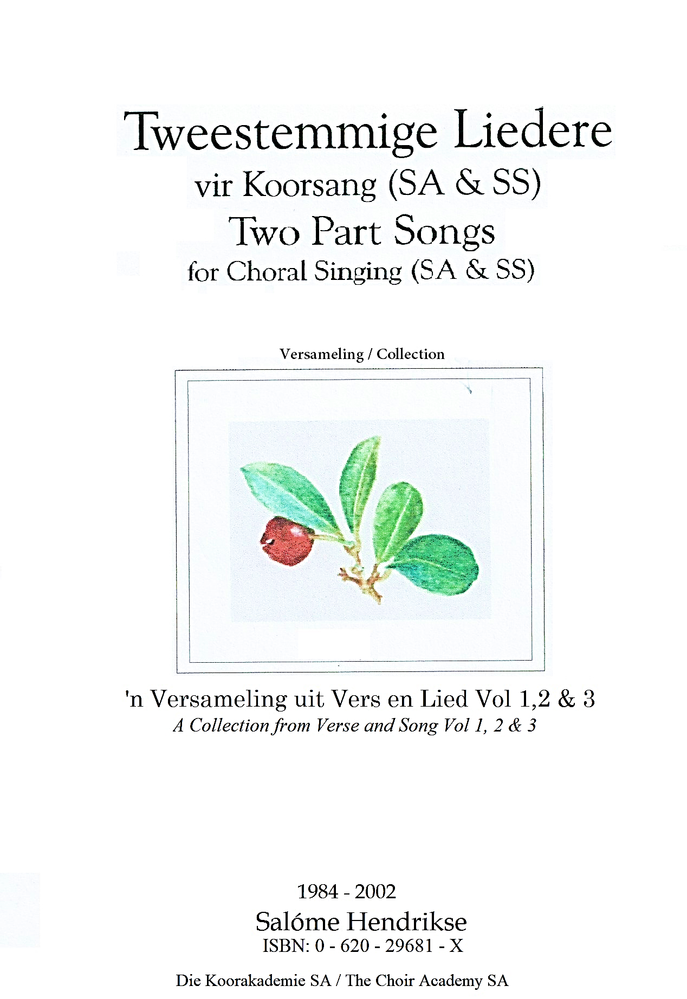 Tweestemmige Liedere
vir Koorsang (SA & SS)
Two Part Songs
for Choral Singing (SA & SS)
Versameling / Collection
'n Versameling uit Vers en Lied Vol 1,2 & 3
A Collection from Verse and Song Vol 1, 2 & 3
1984 - 2002
Salóme Hendrikse
ISBN: 0 - 620 - 29681 - X
Die Koorakademie SA / The Choir Academy SA